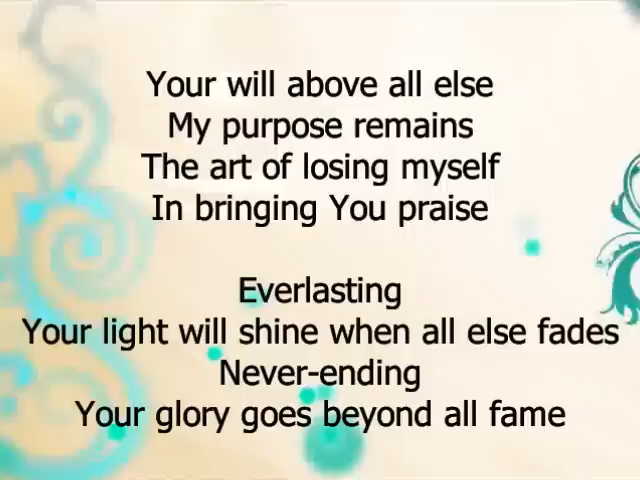 Your will above all else
My purpose remains
The art of losing myself
In bringing You praise
Everlasting
Your light will shine when all else fades
Never-ending
Your glory goes beyond all fame